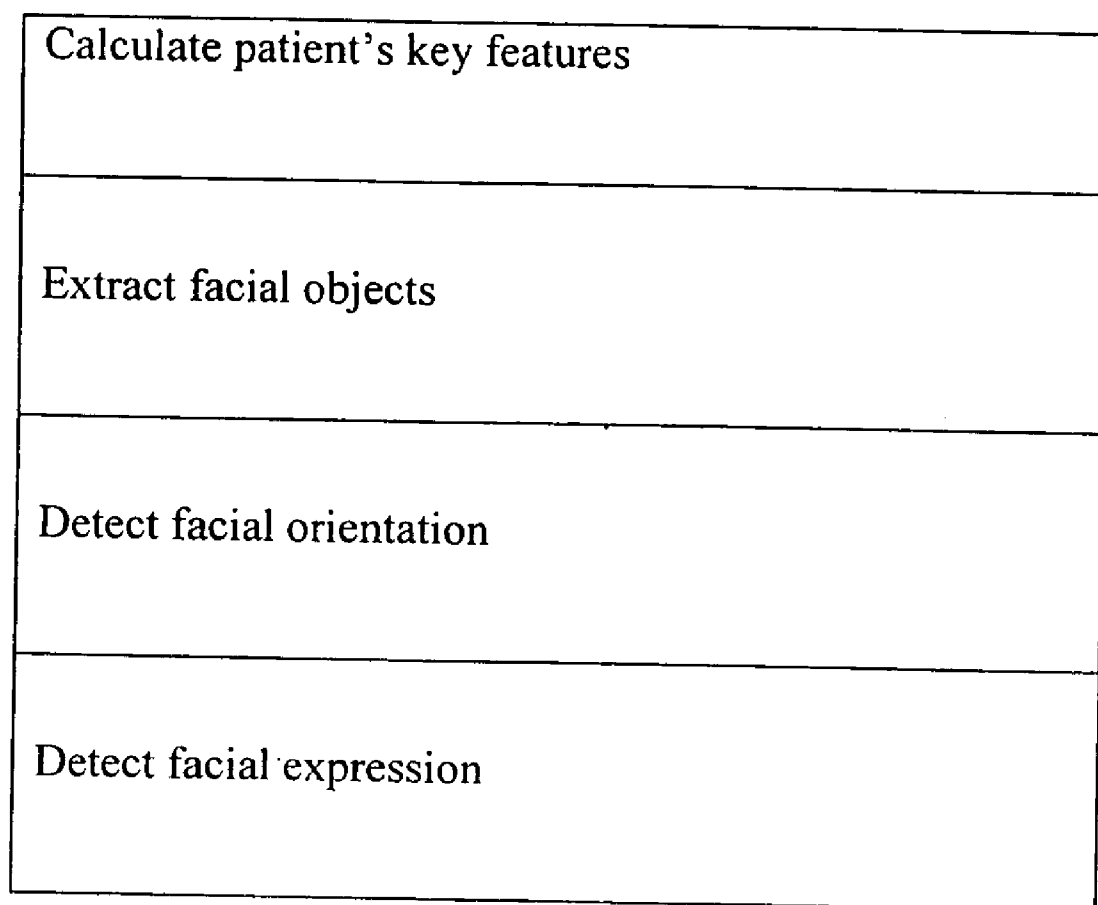 Calculate patient's key features
Extract facial objects
Detect facial orientation
Detect facial expression